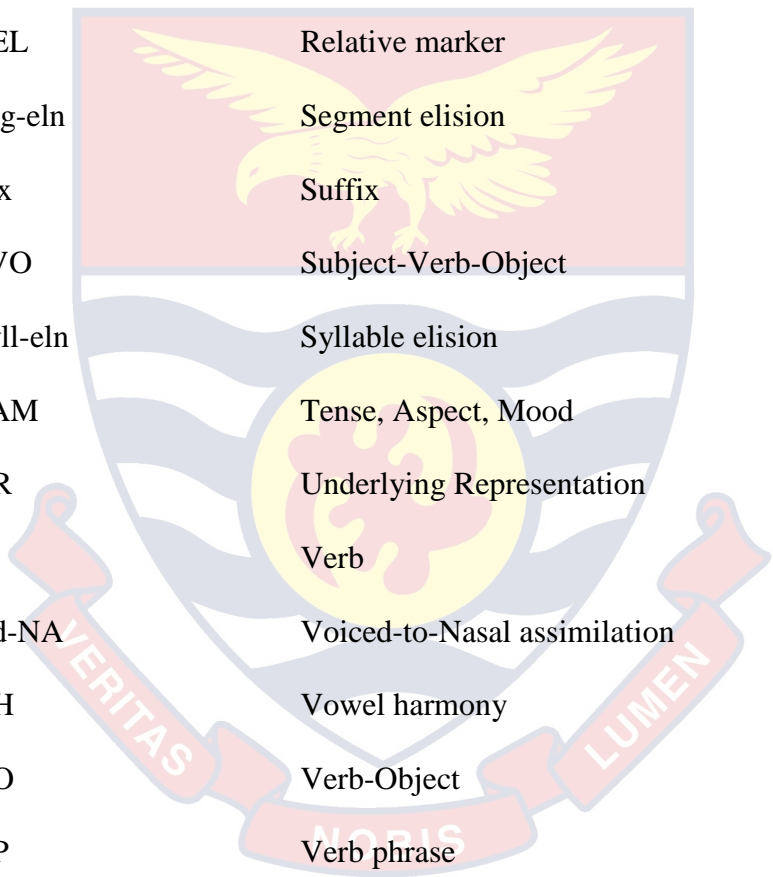 EL Relative marker
g-eln Segment elision
x Suffix
VO Subject-Verb-Object
ll-eln Syllable elision
AM Tense, Aspect, Mood
R Underlying Representation
Verb
d-NA Voiced-to-Nasal assimilation
H Vowel harmony
O Verb-Object
P Verb phrase
VERITAS
NOBIS
LUMEN